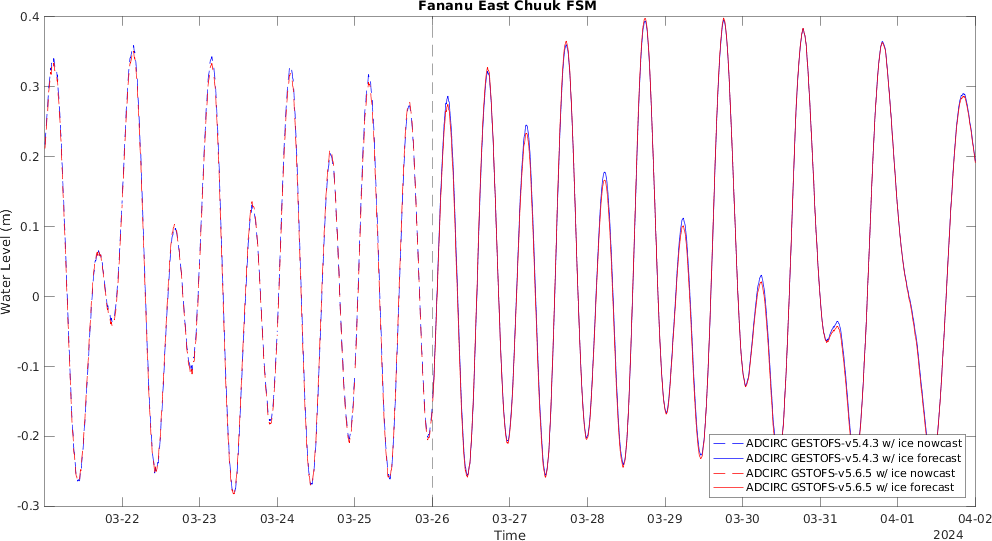 Fananu East Chuuk FSM
Water Level (m)
0.4
0.3
0.2
0.1
0
-0.1
-0.2
-0.3
ADCIRC GESTOFS-v5.4.3 w/ ice nowcast
ADCIRC GESTOFS-v5.4.3 w/ ice forecast
ADCIRC GSTOFS-v5.6.5 w/ ice nowcast
ADCIRC GSTOFS-v5.6.5 w/ ice forecast
03-22 03-23 03-24 03-25 03-26 03-27 03-28 03-29 03-30 03-31 04-01 04-02
Time
2024